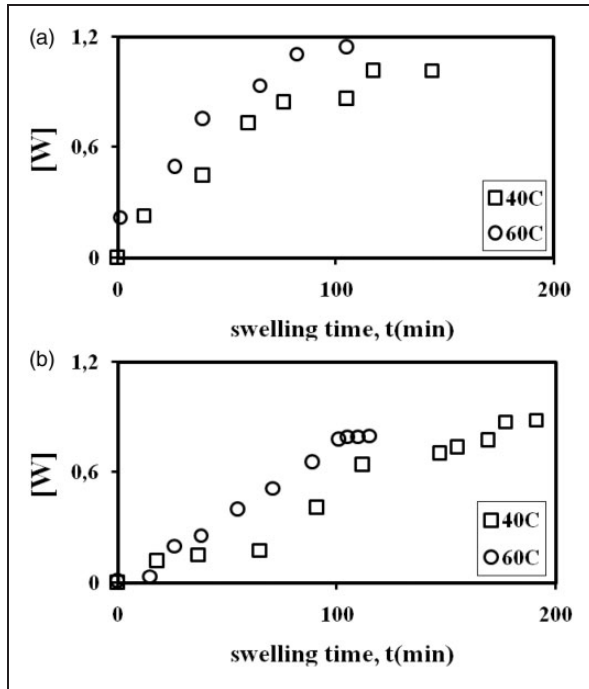 (a)
1,2
0,6
0
[W]
40C
60C
0 100 200
swelling time, t(min)
(b)
1,2
0,6
0
[W]
40C
60C
0 100 200
swelling time, t(min)